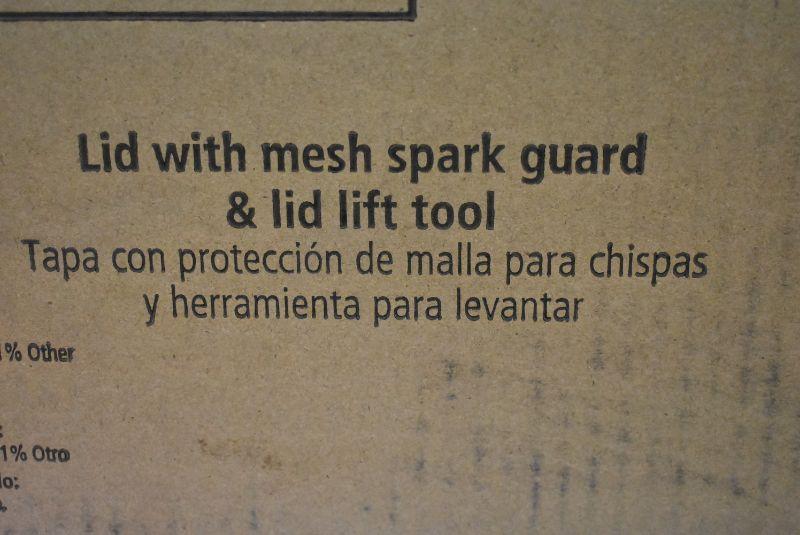 Lid with mesh spark guard
& lid lift tool
Tapa con protección de malla para chispas
y herramienta para levantar
1% Other
1% Otro